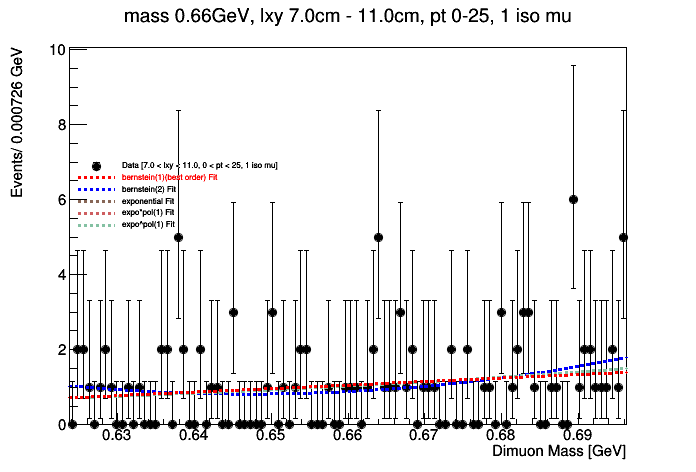 mass 0.66GeV, lxy 7.0cm - 11.0cm, pt 0-25, 1 iso mu
Events/ 0.000726 GeV
10
8
6
4
2
0
Data [7.0 < lxy < 11.0, 0 < pt < 25, 1 iso mu]
bernstein(1)(best order) Fit
bernstein(2) Fit
exponential Fit
expo*pol(1) Fit
expo^pol(1) Fit
0.63 0.64 0.65 0.66 0.67 0.68 0.69
Dimuon Mass [GeV]